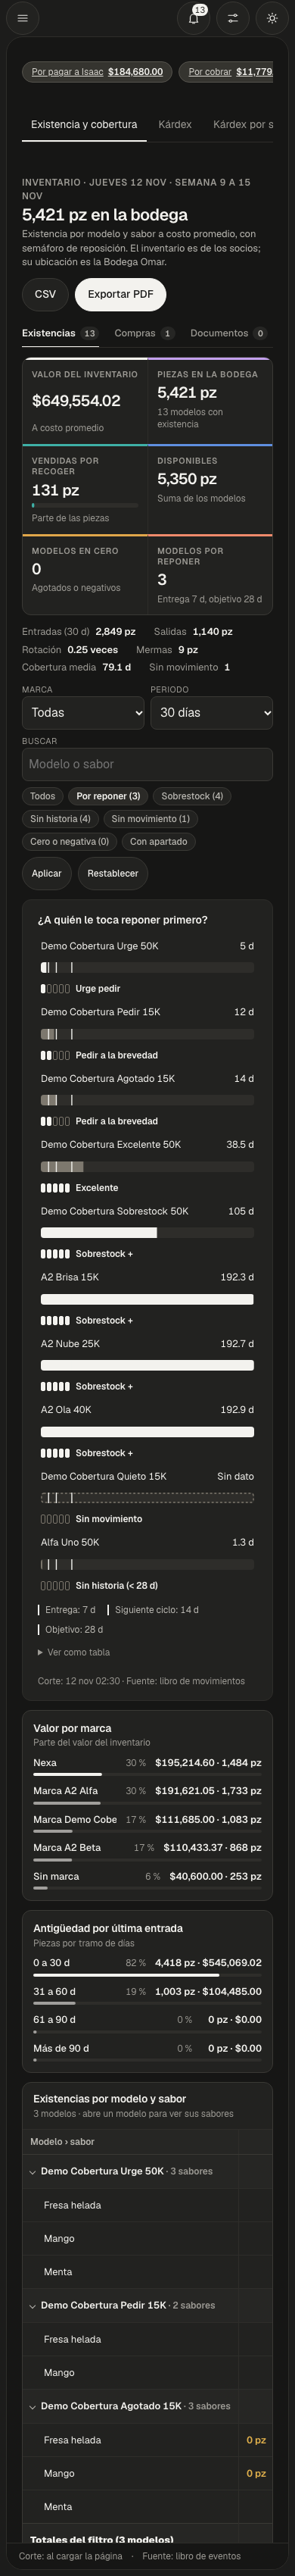 13
Por pagar a Isaac $184,680.00
Por cobrar $11,779.
Existencia y cobertura Kárdex Kárdex por s
INVENTARIO · JUEVES 12 NOV · SEMANA 9 A 15
NOV
5,421 pz en la bodega
Existencia por modelo y sabor a costo promedio, con
semáforo de reposición. El inventario es de los socios;
su ubicación es la Bodega Omar.
CSV
Exportar PDF
Existencias 13 Compras 1 Documentos 0
VALOR DEL INVENTARIO
$649,554.02
A costo promedio
PIEZAS EN LA BODEGA
5,421 pz
13 modelos con
existencia
VENDIDAS POR
RECOGER
131 pz
Parte de las piezas
DISPONIBLES
5,350 pz
Suma de los modelos
MODELOS EN CERO
0
Agotados o negativos
MODELOS POR
REPONER
3
Entrega 7 d, objetivo 28 d
Entradas (30 d) 2,849 pz Salidas 1,140 pz
Rotación 0.25 veces Mermas 9 pz
Cobertura media 79.1 d Sin movimiento 1
MARCA
Todas
PERIODO
30 días
BUSCAR
Modelo o sabor
Todos Por reponer (3) Sobrestock (4)
Sin historia (4) Sin movimiento (1)
Cero o negativa (0) Con apartado
Aplicar Restablecer
¿A quién le toca reponer primero?
Demo Cobertura Urge 50K 5 d
Urge pedir
Demo Cobertura Pedir 15K 12 d
Pedir a la brevedad
Demo Cobertura Agotado 15K 14 d
Pedir a la brevedad
Demo Cobertura Excelente 50K 38.5 d
Excelente
Demo Cobertura Sobrestock 50K 105 d
Sobrestock +
A2 Brisa 15K 192.3 d
Sobrestock +
A2 Nube 25K 192.7 d
Sobrestock +
A2 Ola 40K 192.9 d
Sobrestock +
Demo Cobertura Quieto 15K Sin dato
Sin movimiento
Alfa Uno 50K 1.3 d
Sin historia (< 28 d)
Entrega: 7 d Siguiente ciclo: 14 d
Objetivo: 28 d
Ver como tabla
Corte: 12 nov 02:30 · Fuente: libro de movimientos
Valor por marca
Parte del valor del inventario
Nexa 30 % $195,214.60 · 1,484 pz
Marca A2 Alfa 30 % $191,621.05 · 1,733 pz
Marca Demo Cobe 17 % $111,685.00 · 1,083 pz
Marca A2 Beta 17 % $110,433.37 · 868 pz
Sin marca 6 % $40,600.00 · 253 pz
Antigüedad por última entrada
Piezas por tramo de días
0 a 30 d 82 % 4,418 pz · $545,069.02
31 a 60 d 19 % 1,003 pz · $104,485.00
61 a 90 d 0 % 0 pz · $0.00
Más de 90 d 0 % 0 pz · $0.00
Existencias por modelo y sabor
3 modelos · abre un modelo para ver sus sabores
Modelo › sabor
Demo Cobertura Urge 50K · 3 sabores
Fresa helada
Mango
Menta
Demo Cobertura Pedir 15K · 2 sabores
Fresa helada
Mango
Demo Cobertura Agotado 15K · 3 sabores
Fresa helada 0 pz
Mango 0 pz
Menta
Totales del filtro (3 modelos)
Corte: al cargar la página · Fuente: libro de eventos